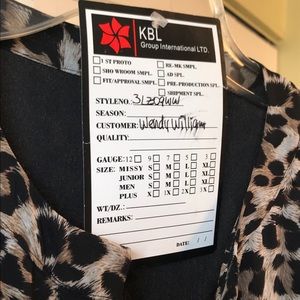 KBL
Group International LTD.
1 ST PROTO
RE-MK SMPL.
SHO WROOM SMPL.
AD SPL.
FIT/APPROVAL SMPL.
PRE-PRODUCTION SPL.
SHIPMENT SPL.
STYLENO.
SEASON:
CUSTOMER: Wendy William
QUALITY:
GAUGE: 12 9 7 5 3
SIZE: MISSY S M L XL
JUNIOR S M L XL
MEN S M L XL
PLUS X 1X 2X 3X
WT/DZ.:
REMARKS:
DATE: / /